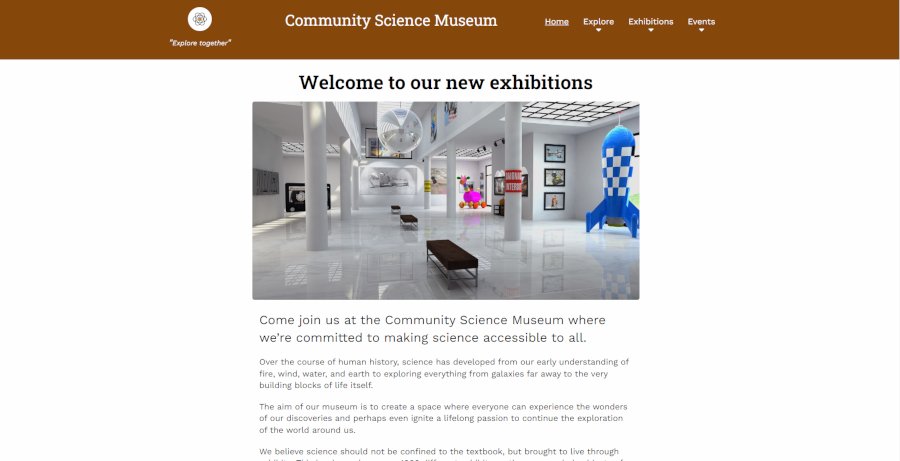 Community Science Museum
Home Explore Exhibitions Events
"Explore together"
Welcome to our new exhibitions
Come join us at the Community Science Museum where
we're committed to making science accessible to all.
Over the course of human history, science has developed from our early understanding of
fire, wind, water, and earth to exploring everything from galaxies far away to the very
building blocks of life itself.
The aim of our museum is to create a space where everyone can experience the wonders
of our discoveries and perhaps even ignite a lifelong passion to continue the exploration
of the world around us.
We believe science should not be confined to the textbook, but brought to live through